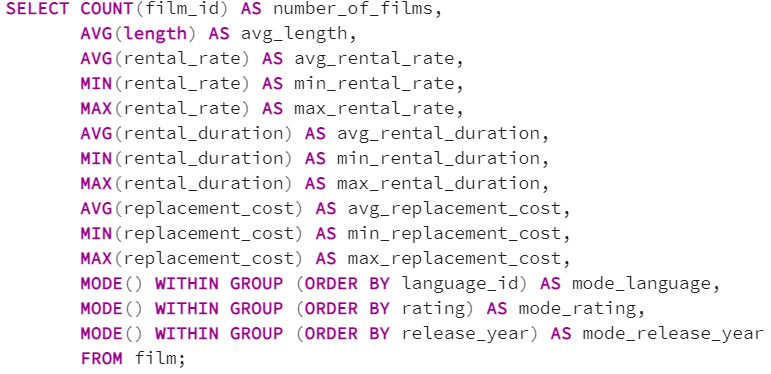 SELECT COUNT(film_id) AS number_of_films,
AVG(length) AS avg_length,
AVG(rental_rate) AS avg_rental_rate,
MIN(rental_rate) AS min_rental_rate,
MAX(rental_rate) AS max_rental_rate,
AVG(rental_duration) AS avg_rental_duration,
MIN(rental_duration) AS min_rental_duration,
MAX(rental_duration) AS max_rental_duration,
AVG(replacement_cost) AS avg_replacement_cost,
MIN(replacement_cost) AS min_replacement_cost,
MAX(replacement_cost) AS max_replacement_cost,
MODE() WITHIN GROUP (ORDER BY language_id) AS mode_language,
MODE() WITHIN GROUP (ORDER BY rating) AS mode_rating,
MODE() WITHIN GROUP (ORDER BY release_year) AS mode_release_year
FROM film;